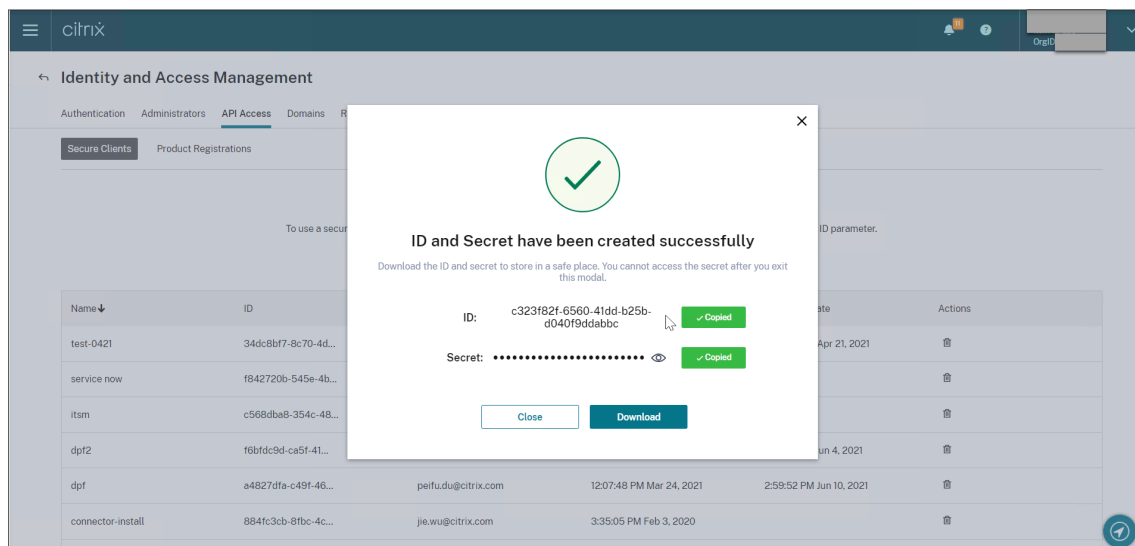 citrix
11
?
OrgID
Identity and Access Management
Authentication Administrators API Access Domains R
Secure Clients Product Registrations
To use a secur
ID parameter.
ID and Secret have been created successfully
Download the ID and secret to store in a safe place. You cannot access the secret after you exit
this modal.
ID: c323f82f-6560-41dd-b25b-
d040f9ddabbc
✓ Copied
Secret: •••••••••••••••••••••••• ✓ Copied
Close Download
Name ID ate Actions
test-0421 34dc8bf7-8c70-4d... Apr 21, 2021
service now f842720b-545e-4b...
itsm c568dba8-354c-48...
dpf2 f6bfdc9d-ca5f-41... un 4, 2021
dpf a4827dfa-c49f-46... peifu.du@citrix.com 12:07:48 PM Mar 24, 2021 2:59:52 PM Jun 10, 2021
connector-install 884fc3cb-8fbc-4c... jie.wu@citrix.com 3:35:05 PM Feb 3, 2020